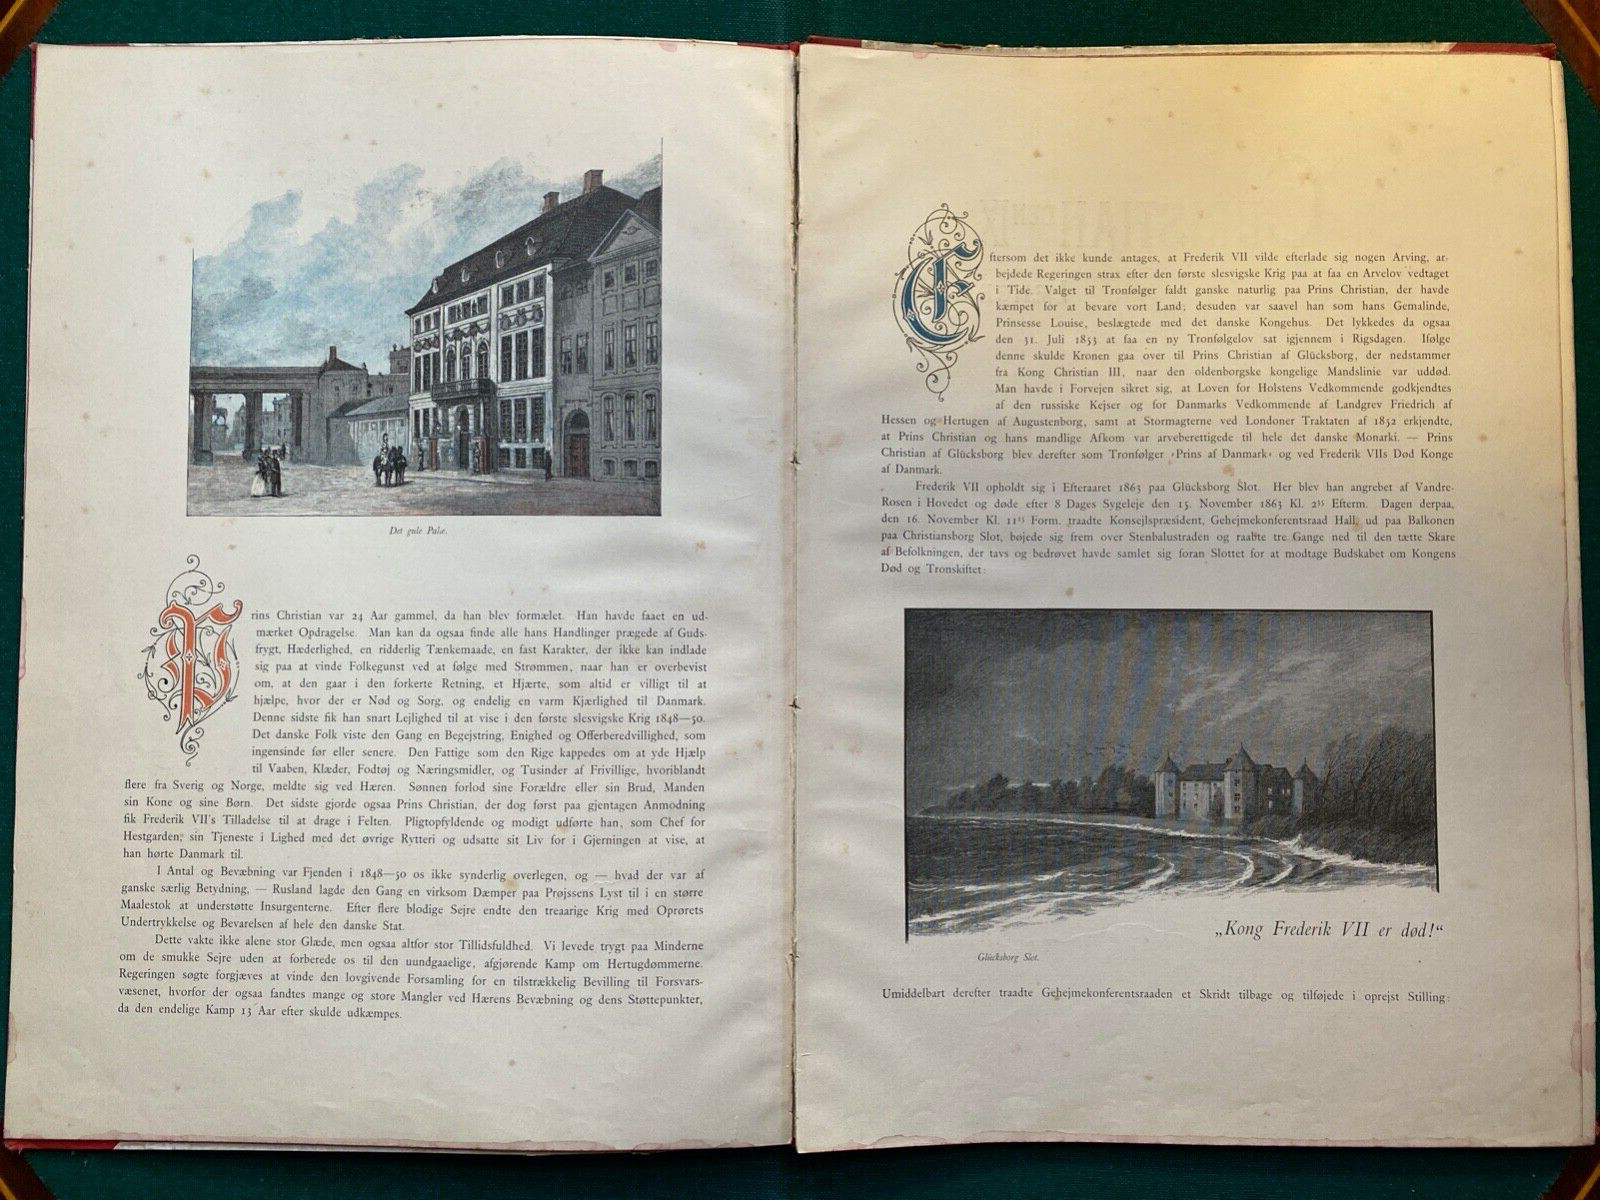 Det gule Palæ.
Prins Christian var 24 Aar gammel, da han blev formælet. Han havde faaet en ud-
mærket Opdragelse. Man kan da ogsaa finde alle hans Handlinger prægede af Guds-
frygt, Hæderlighed, en ridderlig Tænkemaade, en fast Karakter, der ikke kan indlade
sig paa at vinde Folkegunst ved at følge med Strømmen, naar han er overbevist
om, at den gaar i den forkerte Retning, et Hjærte, som altid er villigt til at
hjælpe, hvor der er Nød og Sorg, og endelig en varm Kjærlighed til Danmark.
Denne sidste fik han snart Lejlighed til at vise i den første slesvigske Krig 1848—50.
Det danske Folk viste den Gang en Begejstring, Enighed og Offerberedvillighed, som
ingensinde før eller senere. Den Fattige som den Rige kappedes om at yde Hjælp
til Vaaben, Klæder, Fodtøj og Næringsmidler, og Tusinder af Frivillige, hvoriblandt
flere fra Sverig og Norge, meldte sig ved Hæren. Sønnen forlod sine Forældre eller sin Brud, Manden
sin Kone og sine Børn. Det sidste gjorde ogsaa Prins Christian, der dog først paa gjentagen Anmodning
fik Frederik VII's Tilladelse til at drage i Felten. Pligtopfyldende og modigt udførte han, som Chef for
Hestgarden, sin Tjeneste i Lighed med det øvrige Rytteri og udsatte sit Liv for i Gjerningen at vise, at
han hørte Danmark til.
I Antal og Bevæbning var Fjenden i 1848—50 os ikke synderlig overlegen, og — hvad der var af
ganske særlig Betydning, — Rusland lagde den Gang en virksom Dæmper paa Prøjssens Lyst til i en større
Maalestok at understøtte Insurgenterne. Efter flere blodige Sejre endte den treaarige Krig med Oprørets
Undertrykkelse og Bevarelsen af hele den danske Stat.
Dette vakte ikke alene stor Glæde, men ogsaa altfor stor Tillidsfuldhed. Vi levede trygt paa Minderne
om de smukke Sejre uden at forberede os til den uundgaaelige, afgjørende Kamp om Hertugdømmerne.
Regeringen søgte forgjæves at vinde den lovgivende Forsamling for en tilstrækkelig Bevilling til Forsvars-
væsenet, hvorfor der ogsaa fandtes mange og store Mangler ved Hærens Bevæbning og dens Støttepunkter,
da den endelige Kamp 13 Aar efter skulde udkæmpes.
Eftersom det ikke kunde antages, at Frederik VII vilde efterlade sig nogen Arving, ar-
bejdede Regeringen strax efter den første slesvigske Krig paa at faa en Arvelov vedtaget
i Tide. Valget til Tronfølger faldt ganske naturlig paa Prins Christian, der havde
kæmpet for at bevare vort Land; desuden var saavel han som hans Gemalinde,
Prinsesse Louise, beslægtede med det danske Kongehus. Det lykkedes da ogsaa
den 31. Juli 1853 at faa en ny Tronfølgelov sat igjennem i Rigsdagen. Ifølge
denne skulde Kronen gaa over til Prins Christian af Glücksborg, der nedstammer
fra Kong Christian III, naar den oldenborgske kongelige Mandslinie var uddød.
Man havde i Forvejen sikret sig, at Loven for Holstens Vedkommende godkjendtes
af den russiske Kejser og for Danmarks Vedkommende af Landgrev Friedrich af
Hessen og Hertugen af Augustenborg, samt at Stormagterne ved Londoner Traktaten af 1852 erkjendte,
at Prins Christian og hans mandlige Afkom var arveberettigede til hele det danske Monarki. — Prins
Christian af Glücksborg blev derefter som Tronfølger ›Prins af Danmark‹ og ved Frederik VIIs Død Konge
af Danmark.
Frederik VII opholdt sig i Efteraaret 1863 paa Glücksborg Slot. Her blev han angrebet af Vandre-
Rosen i Hovedet og døde efter 8 Dages Sygeleje den 15. November 1863 Kl. 2³⁵ Efterm. Dagen derpaa,
den 16. November Kl. 11²⁵ Form. traadte Konsejlspræsident, Gehejmekonferentsraad Hall, ud paa Balkonen
paa Christiansborg Slot, bøjede sig frem over Stenbalustraden og raabte tre Gange ned til den tætte Skare
af Befolkningen, der tavs og bedrøvet havde samlet sig foran Slottet for at modtage Budskabet om Kongens
Død og Tronskiftet:
„Kong Frederik VII er død!“
Glücksborg Slot.
Umiddelbart derefter traadte Gehejmekonferentsraaden et Skridt tilbage og tilføjede i oprejst Stilling: